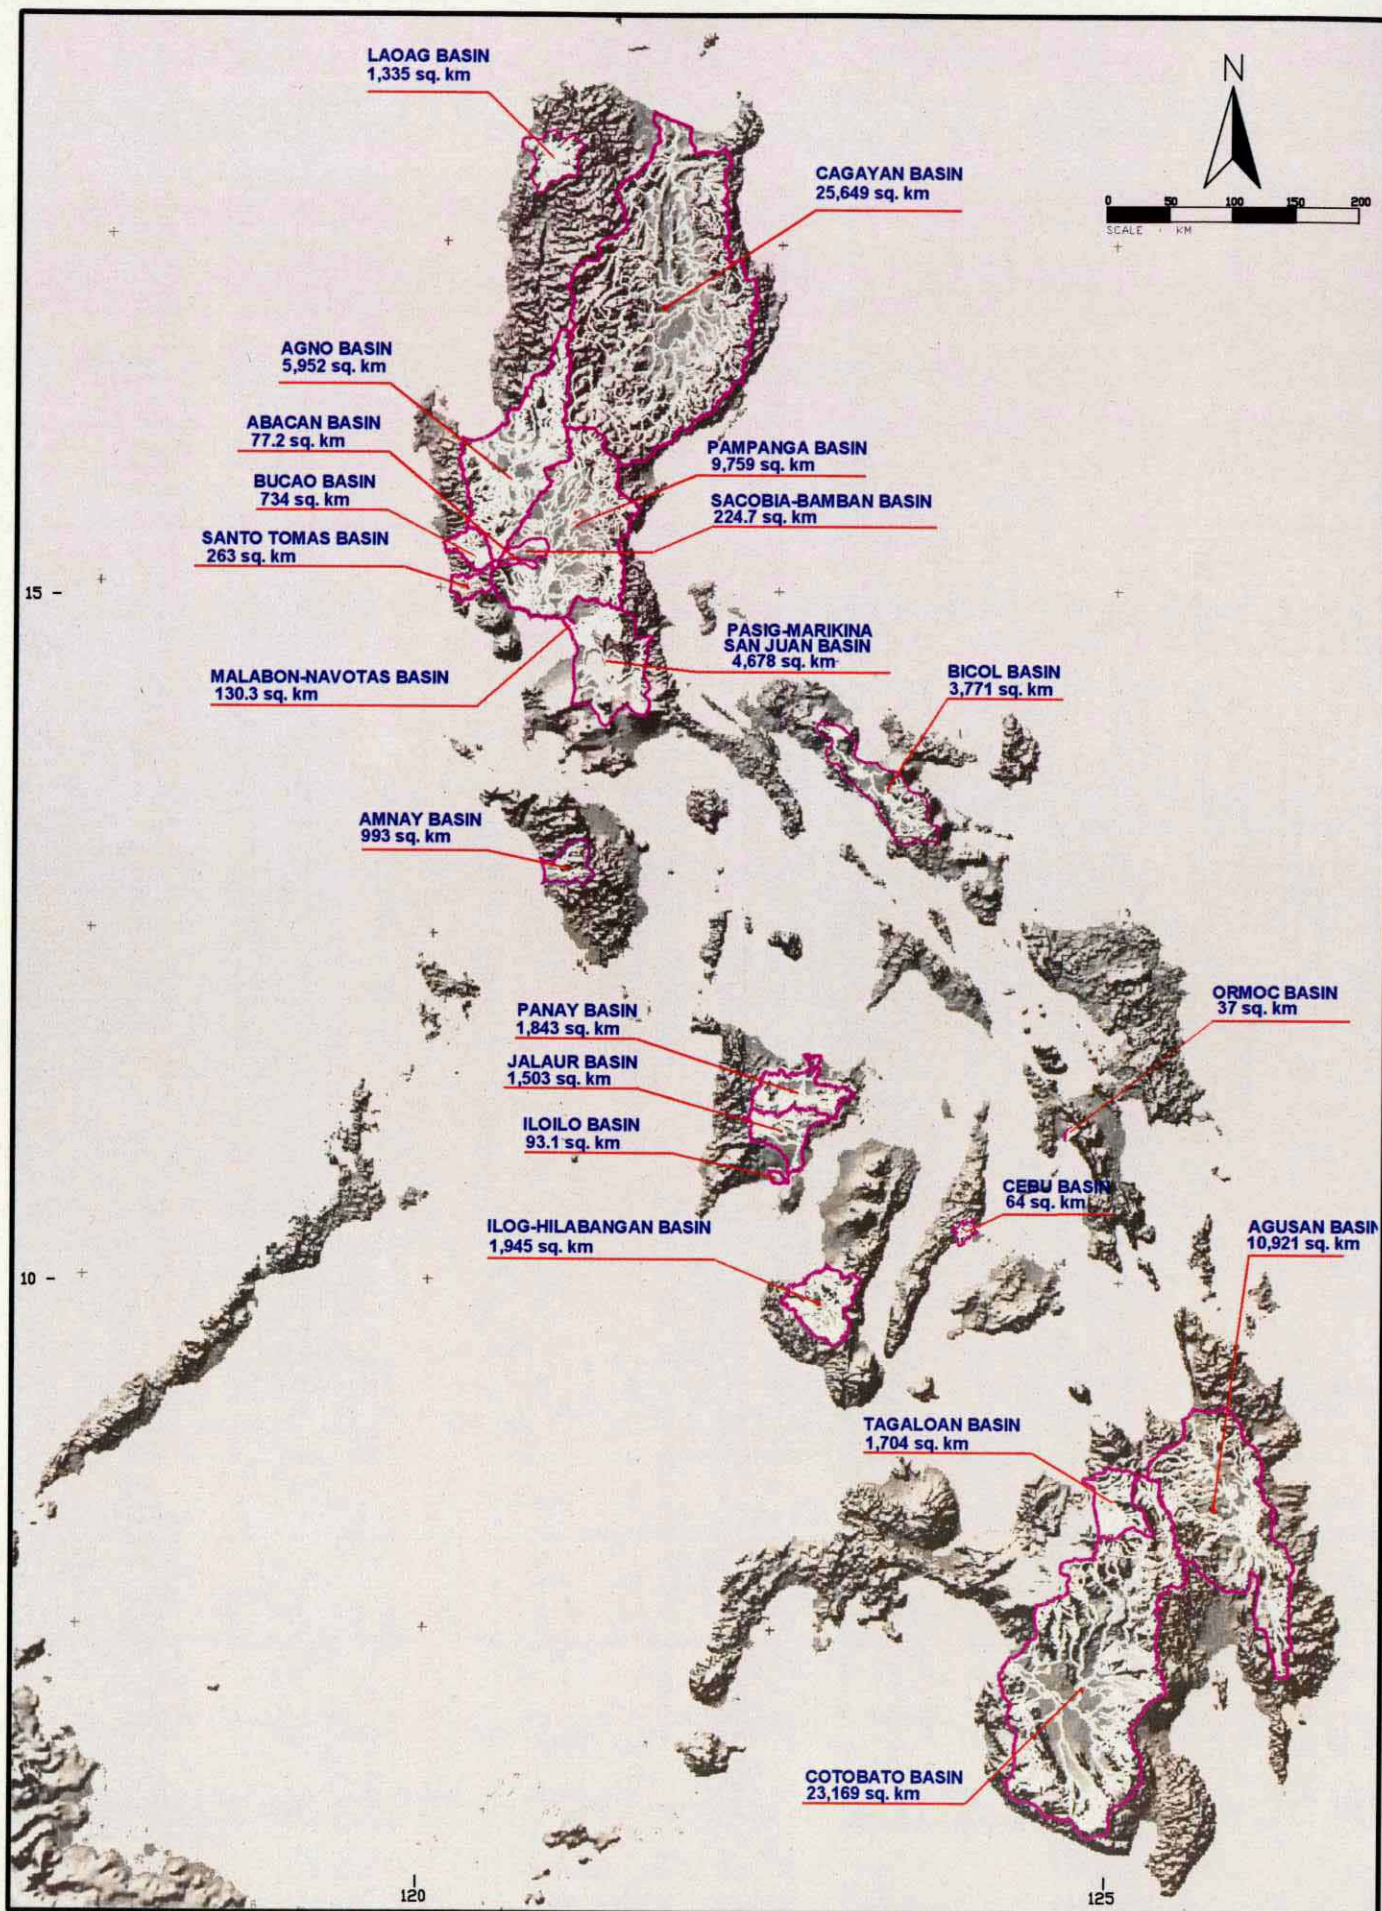 LAOAG BASIN
1,335 sq. km
N
0 50 100 150 200
SCALE : KM
CAGAYAN BASIN
25,649 sq. km
AGNO BASIN
5,952 sq. km
ABACAN BASIN
77.2 sq. km
PAMPANGA BASIN
9,759 sq. km
BUCAO BASIN
734 sq. km
SACOBIA-BAMBAN BASIN
224.7 sq. km
SANTO TOMAS BASIN
263 sq. km
15
PASIG-MARIKINA
SAN JUAN BASIN
4,678 sq. km
MALABON-NAVOTAS BASIN
130.3 sq. km
BICOL BASIN
3,771 sq. km
AMNAY BASIN
993 sq. km
ORMOC BASIN
37 sq. km
PANAY BASIN
1,843 sq. km
JALAUR BASIN
1,503 sq. km
ILOILO BASIN
93.1 sq. km
CEBU BASIN
64 sq. km
ILOG-HILABANGAN BASIN
1,945 sq. km
AGUSAN BASIN
10,921 sq. km
10
TAGALOAN BASIN
1,704 sq. km
COTOBATO BASIN
23,169 sq. km
120
125